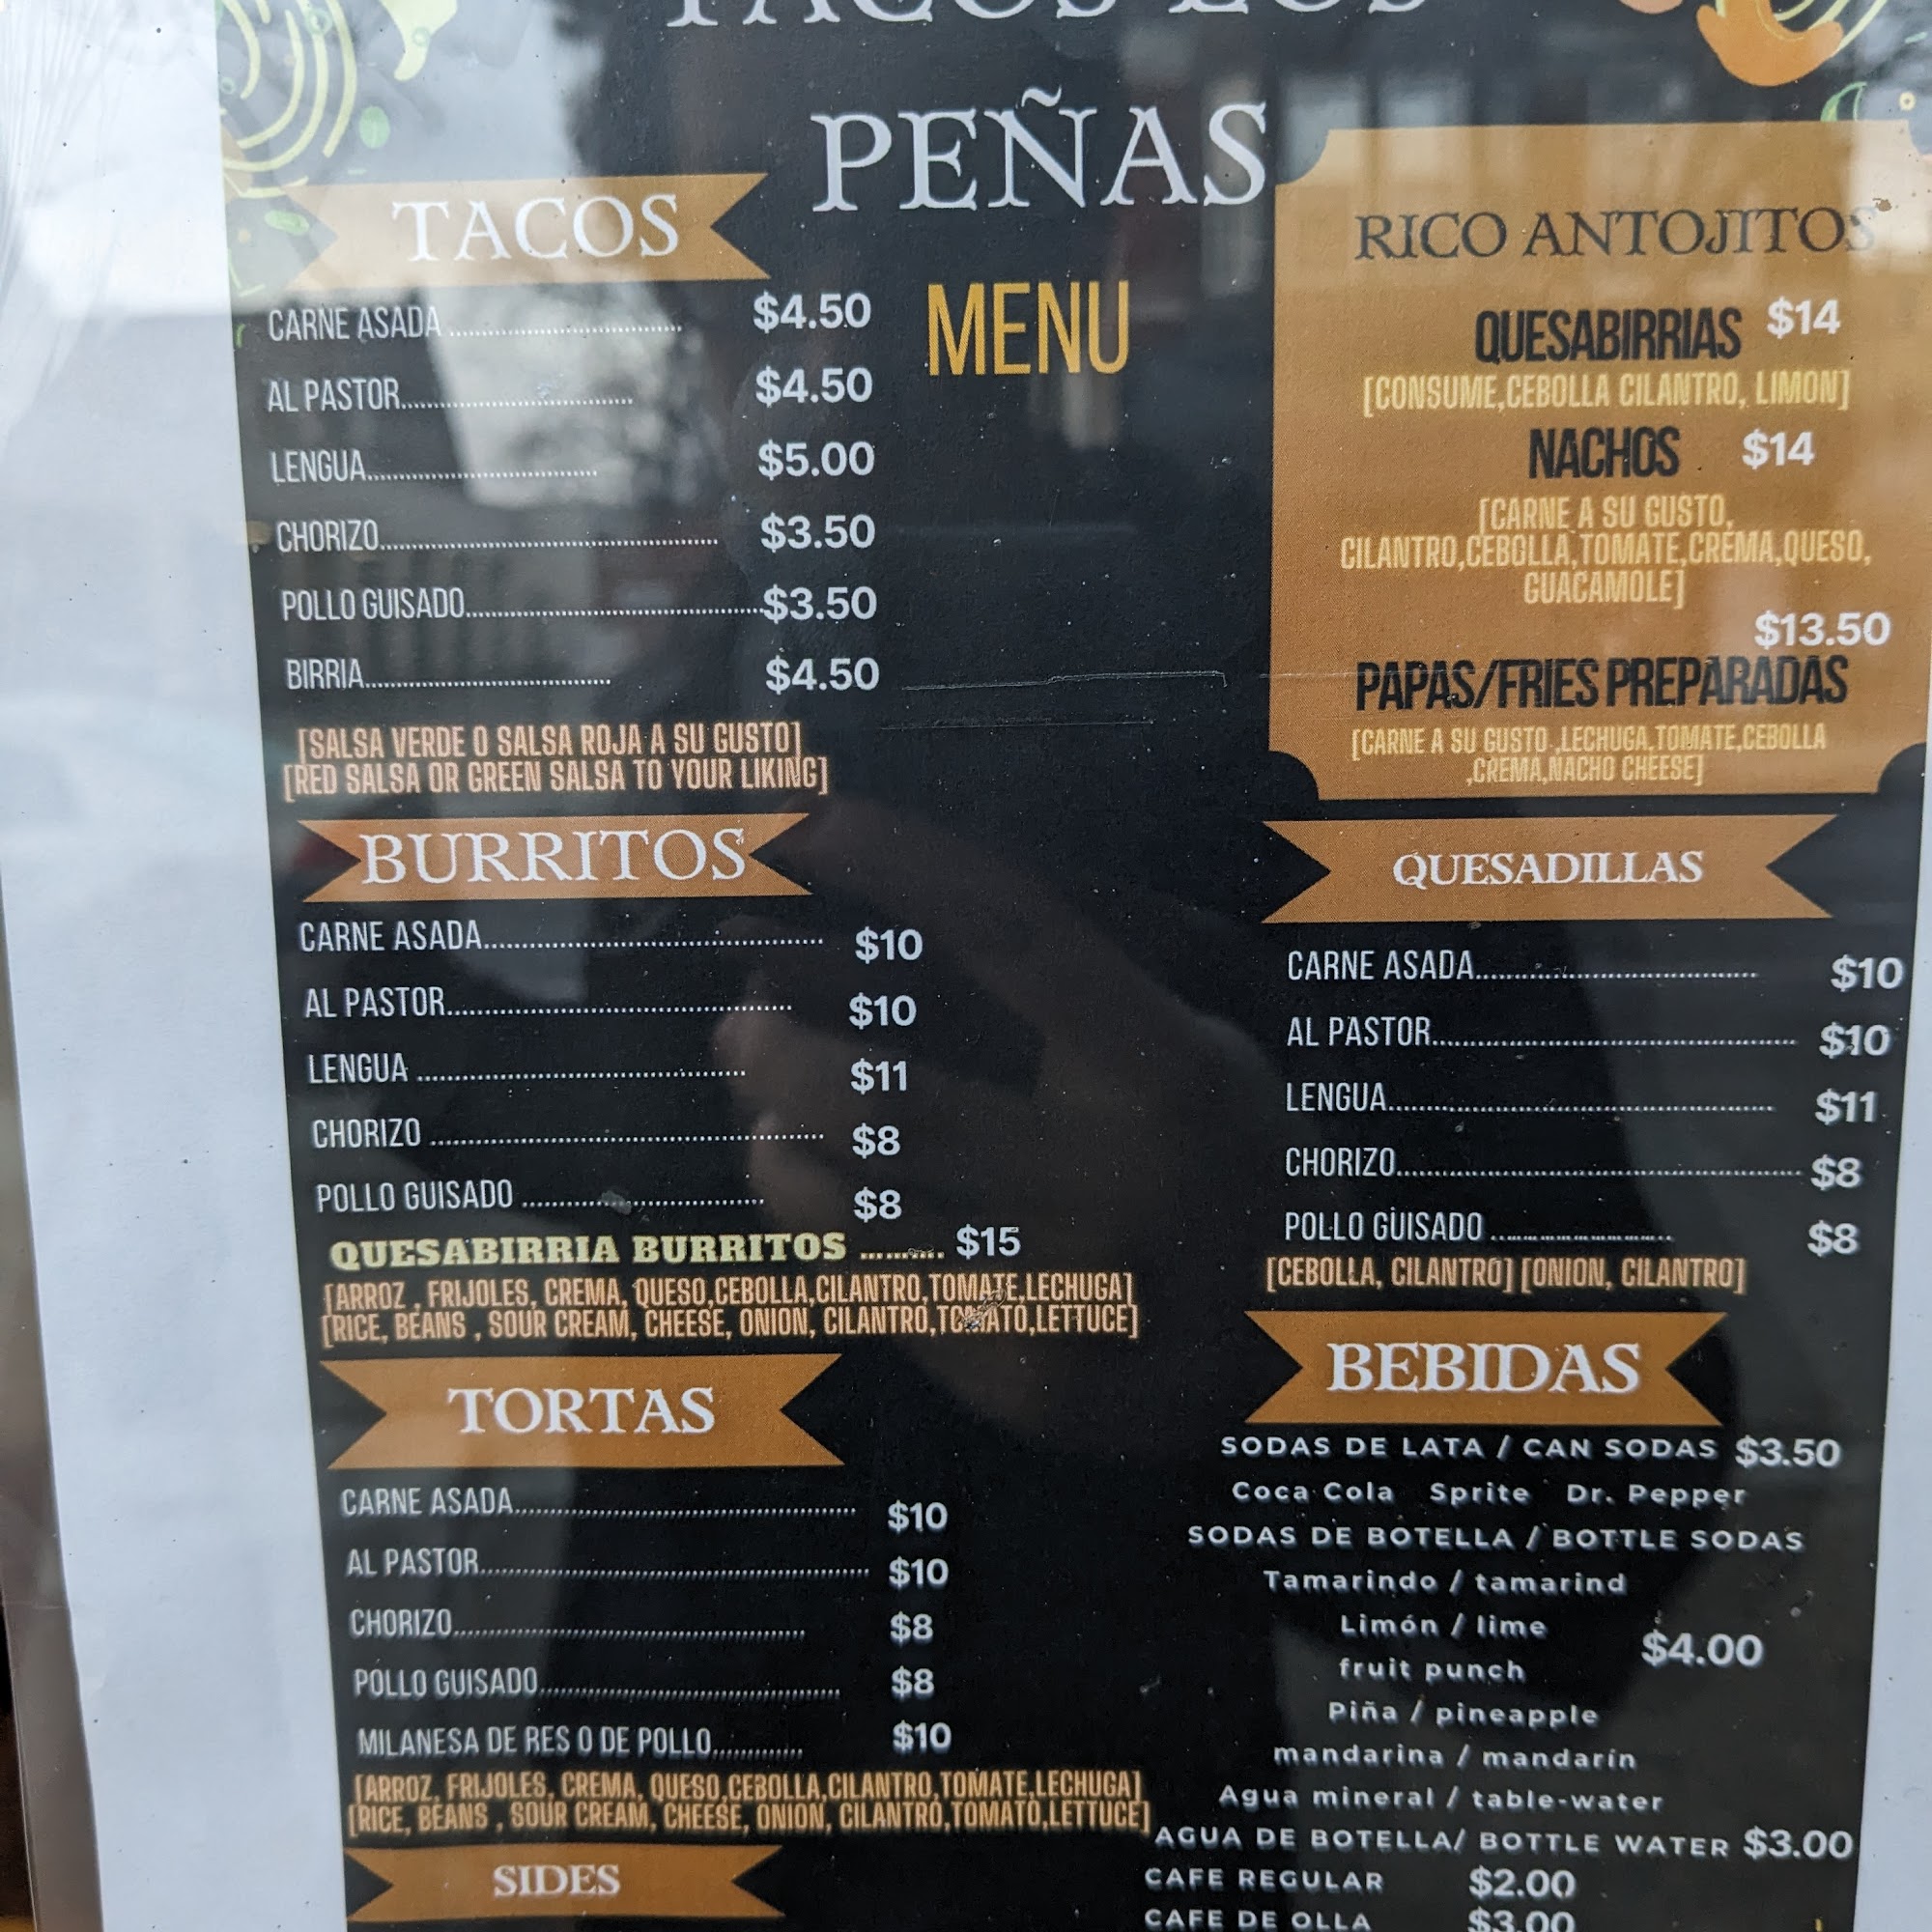 TACOS LOS
PEÑAS
MENU
TACOS
CARNE ASADA........................................ $4.50
AL PASTOR........................................ $4.50
LENGUA........................................ $5.00
CHORIZO........................................ $3.50
POLLO GUISADO........................................$3.50
BIRRIA........................................ $4.50
[SALSA VERDE O SALSA ROJA A SU GUSTO]
[RED SALSA OR GREEN SALSA TO YOUR LIKING]
BURRITOS
CARNE ASADA........................................ $10
AL PASTOR........................................ $10
LENGUA ........................................ $11
CHORIZO ........................................ $8
POLLO GUISADO ........................................ $8
QUESABIRRIA BURRITOS .......... $15
[ARROZ , FRIJOLES, CREMA, QUESO,CEBOLLA,CILANTRO,TOMATE,LECHUGA]
[RICE, BEANS , SOUR CREAM, CHEESE, ONION, CILANTRO,TOMATO,LETTUCE]
TORTAS
CARNE ASADA........................................ $10
AL PASTOR........................................ $10
CHORIZO........................................ $8
POLLO GUISADO........................................ $8
MILANESA DE RES O DE POLLO............. $10
[ARROZ, FRIJOLES, CREMA, QUESO,CEBOLLA,CILANTRO,TOMATE,LECHUGA]
[RICE, BEANS , SOUR CREAM, CHEESE, ONION, CILANTRO,TOMATO,LETTUCE]
SIDES
RICO ANTOJITOS
QUESABIRRIAS $14
[CONSUME,CEBOLLA CILANTRO, LIMON]
NACHOS $14
[CARNE A SU GUSTO,
CILANTRO,CEBOLLA,TOMATE,CREMA,QUESO,
GUACAMOLE]
$13.50
PAPAS/FRIES PREPARADAS
[CARNE A SU GUSTO ,LECHUGA,TOMATE,CEBOLLA
,CREMA,NACHO CHEESE]
QUESADILLAS
CARNE ASADA........................................ $10
AL PASTOR........................................ $10
LENGUA........................................ $11
CHORIZO........................................ $8
POLLO GUISADO ........................... $8
[CEBOLLA, CILANTRO] [ONION, CILANTRO]
BEBIDAS
SODAS DE LATA / CAN SODAS $3.50
Coca Cola Sprite Dr. Pepper
SODAS DE BOTELLA / BOTTLE SODAS
Tamarindo / tamarind
Limón / lime
fruit punch $4.00
Piña / pineapple
mandarina / mandarín
Agua mineral / table-water
AGUA DE BOTELLA/ BOTTLE WATER $3.00
CAFE REGULAR $2.00
CAFE DE OLLA $3.00